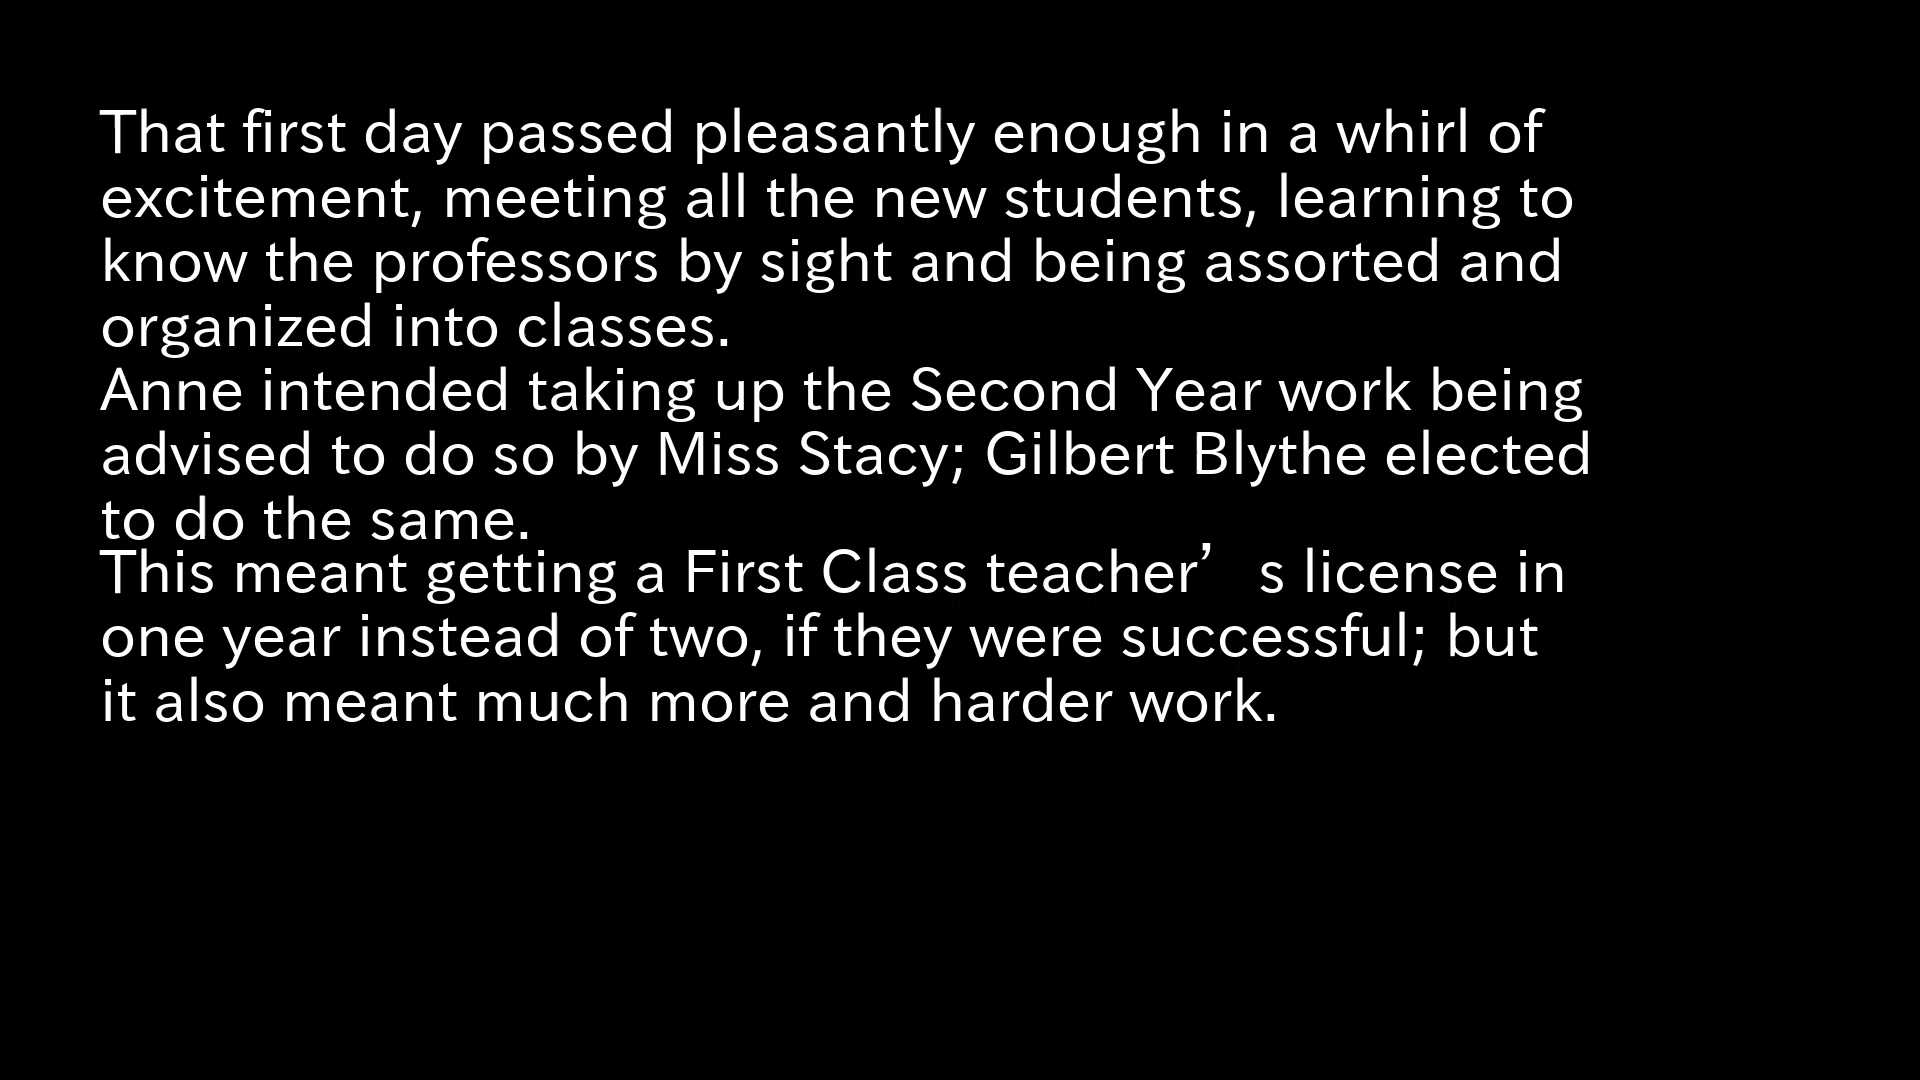 That first day passed pleasantly enough in a whirl of
excitement, meeting all the new students, learning to
know the professors by sight and being assorted and
organized into classes.
Anne intended taking up the Second Year work being
advised to do so by Miss Stacy; Gilbert Blythe elected
to do the same.
This meant getting a First Class teacher’s license in
one year instead of two, if they were successful; but
it also meant much more and harder work.